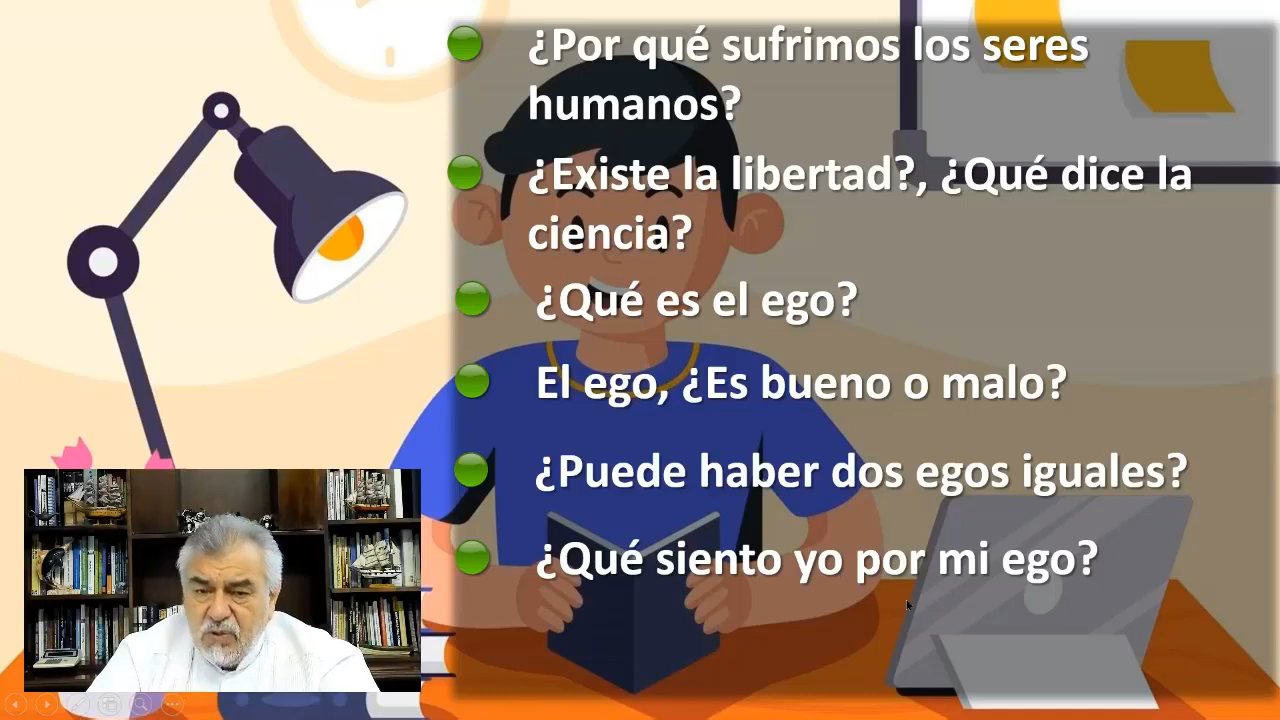 ¿Por qué sufrimos los seres
humanos?
¿Existe la libertad?, ¿Qué dice la
ciencia?
¿Qué es el ego?
El ego, ¿Es bueno o malo?
¿Puede haber dos egos iguales?
¿Qué siento yo por mi ego?